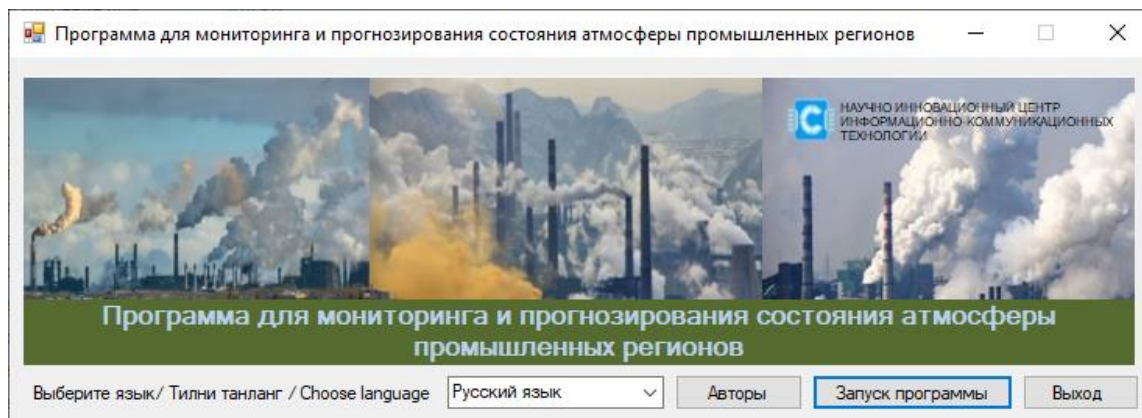 Программа для мониторинга и прогнозирования состояния атмосферы промышленных регионов
НАУЧНО ИННОВАЦИОННЫЙ ЦЕНТР
ИНФОРМАЦИОННО-КОММУНИКАЦИОННЫХ
ТЕХНОЛОГИИ
Программа для мониторинга и прогнозирования состояния атмосферы
промышленных регионов
Выберите язык/ Тилни танланг / Choose language Русский язык Авторы Запуск программы Выход